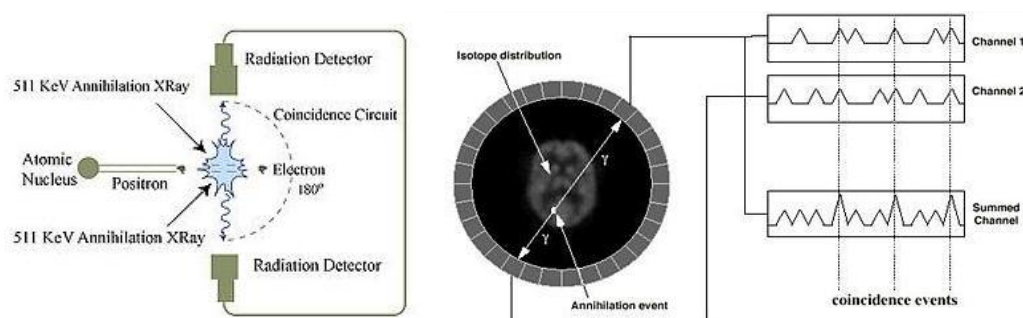 Radiation Detector
511 KeV Annihilation XRay
Coincidence Circuit
Atomic
Nucleus
Positron
Electron
180º
511 KeV Annihilation XRay
Radiation Detector
Isotope distribution
γ
γ
Annihilation event
Channel 1
Channel 2
Summed
Channel
coincidence events